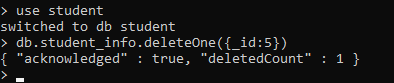 > use student
switched to db student
> db.student_info.deleteOne({_id:5})
{ "acknowledged" : true, "deletedCount" : 1 }
>